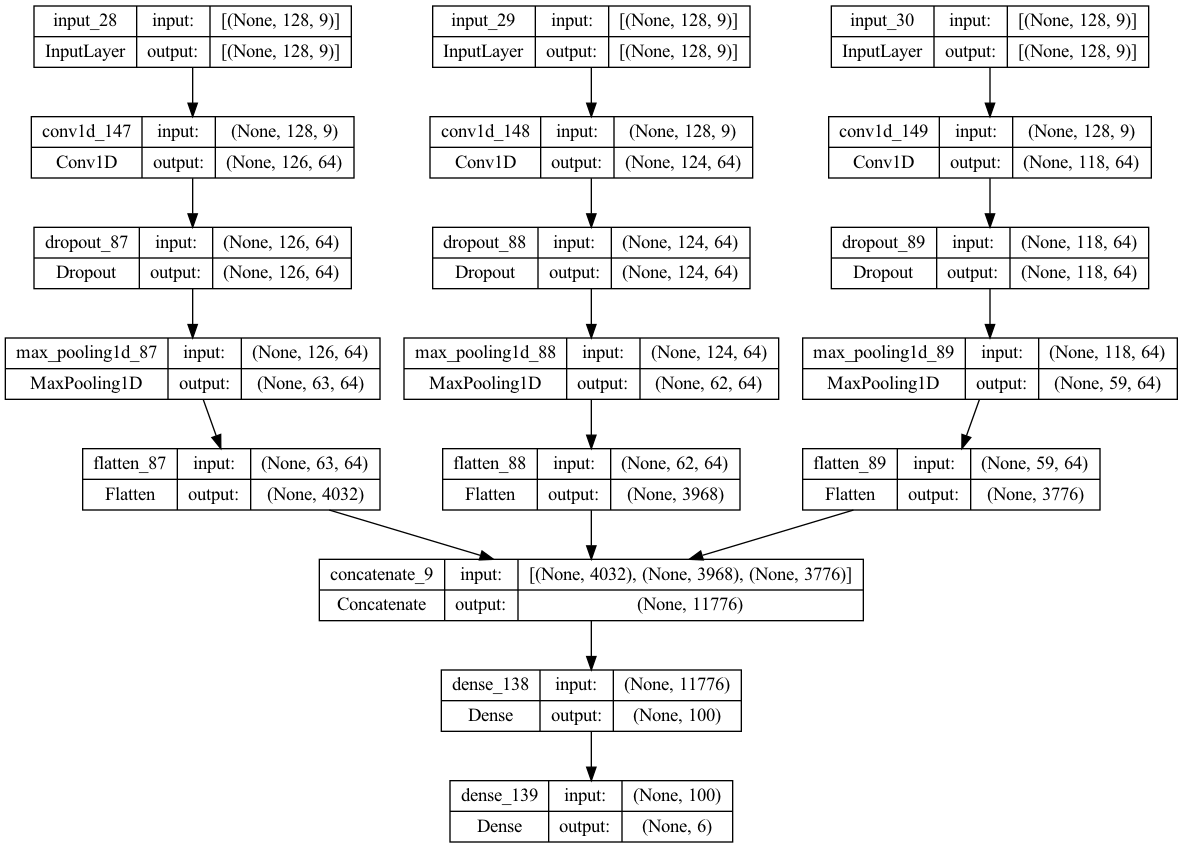 input_28 input: [(None, 128, 9)]
InputLayer output: [(None, 128, 9)]
input_29 input: [(None, 128, 9)]
InputLayer output: [(None, 128, 9)]
input_30 input: [(None, 128, 9)]
InputLayer output: [(None, 128, 9)]
conv1d_147 input: (None, 128, 9)
Conv1D output: (None, 126, 64)
conv1d_148 input: (None, 128, 9)
Conv1D output: (None, 124, 64)
conv1d_149 input: (None, 128, 9)
Conv1D output: (None, 118, 64)
dropout_87 input: (None, 126, 64)
Dropout output: (None, 126, 64)
dropout_88 input: (None, 124, 64)
Dropout output: (None, 124, 64)
dropout_89 input: (None, 118, 64)
Dropout output: (None, 118, 64)
max_pooling1d_87 input: (None, 126, 64)
MaxPooling1D output: (None, 63, 64)
max_pooling1d_88 input: (None, 124, 64)
MaxPooling1D output: (None, 62, 64)
max_pooling1d_89 input: (None, 118, 64)
MaxPooling1D output: (None, 59, 64)
flatten_87 input: (None, 63, 64)
Flatten output: (None, 4032)
flatten_88 input: (None, 62, 64)
Flatten output: (None, 3968)
flatten_89 input: (None, 59, 64)
Flatten output: (None, 3776)
concatenate_9 input: [(None, 4032), (None, 3968), (None, 3776)]
Concatenate output: (None, 11776)
dense_138 input: (None, 11776)
Dense output: (None, 100)
dense_139 input: (None, 100)
Dense output: (None, 6)